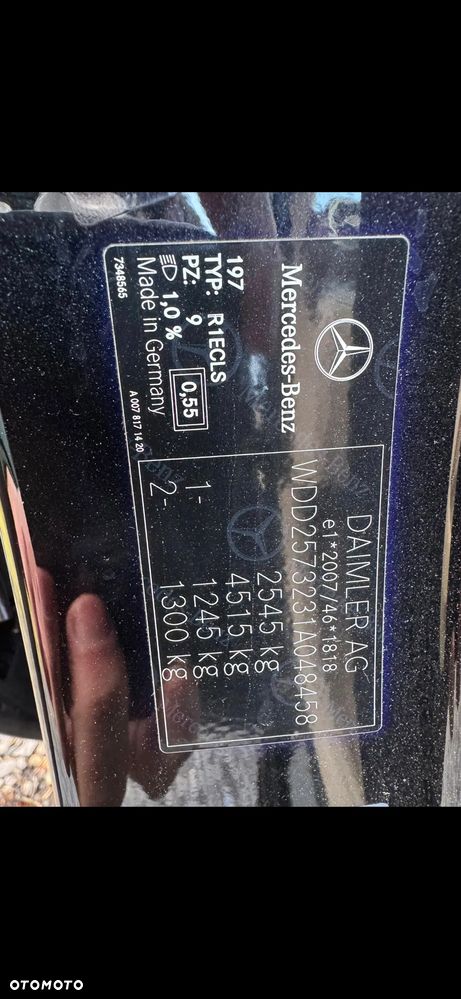 Mercedes-Benz
DAIMLER AG
e1*2007/46*1818
WDD2573231A048458
2545 kg
4515 kg
1- 1245 kg
2- 1300 kg
197
TYP: R1ECLS
PZ: 9 0,55
1,0 %
Made in Germany
7348565
A 007 817 14 20
OTOMOTO